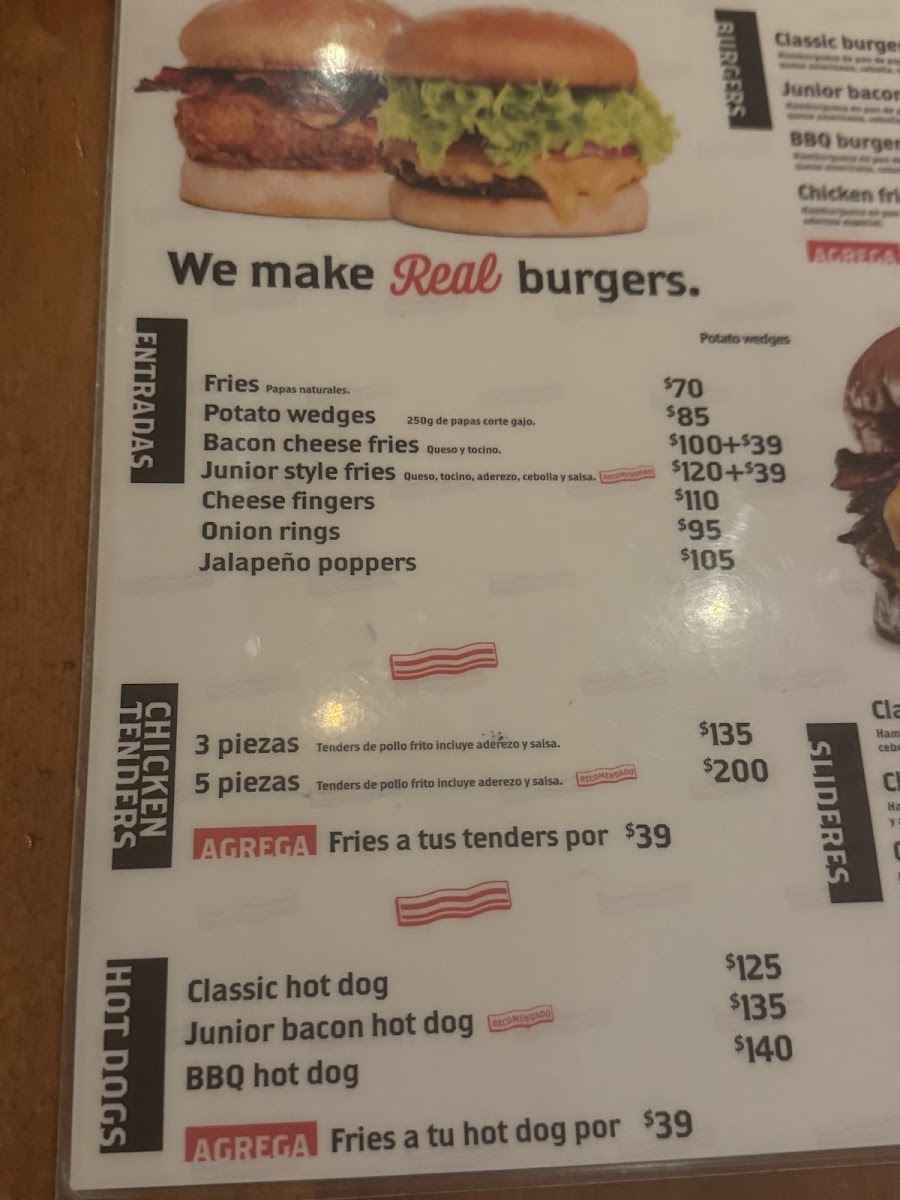 BURGERS
Classic burger
Junior bacon
BBQ burger
Chicken fri
AGREGA
We make Real burgers.
ENTRADAS
Potato wedges
Fries Papas naturales. $70
Potato wedges 250g de papas corte gajo. $85
Bacon cheese fries Queso y tocino. $100+$39
Junior style fries Queso, tocino, aderezo, cebolla y salsa. RECOMENDADO $120+$39
Cheese fingers $110
Onion rings $95
Jalapeño poppers $105
CHICKEN TENDERS
3 piezas Tenders de pollo frito incluye aderezo y salsa. $135
5 piezas Tenders de pollo frito incluye aderezo y salsa. RECOMENDADO $200
AGREGA Fries a tus tenders por $39
SLIDERES
Cla
Ham
cebo
HOT DOGS
Classic hot dog $125
Junior bacon hot dog RECOMENDADO $135
BBQ hot dog $140
AGREGA Fries a tu hot dog por $39